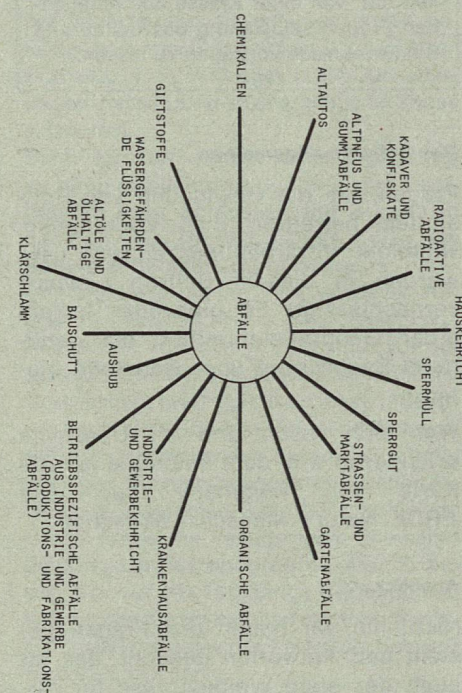 HAUSKEHRICHT
SPERRMÜLL
SPERRGUT
STRASSEN- UND
MARKTABFÄLLE
GARTENABFÄLLE
ORGANISCHE ABFÄLLE
KRANKENHAUSABFÄLLE
INDUSTRIE-
UND GEWERBEKEHRICHT
BETRIEBSSPEZIFISCHE ABFÄLLE
AUS INDUSTRIE UND GEWERBE
(PRODUKTIONS- UND FABRIKATIONS-
ABFÄLLE)
AUSHUB
BAUSCHUTT
KLÄRSCHLAMM
ALTÖLE UND
ÖLHALTIGE
ABFÄLLE
WASSERGEFÄHRDEN-
DE FLÜSSIGKEITEN
GIFTSTOFFE
CHEMIKALIEN
ALTAUTOS
ALTPNEUS UND
GUMMIABFÄLLE
KADAVER UND
KONFISKATE
RADIOAKTIVE
ABFÄLLE
ABFÄLLE